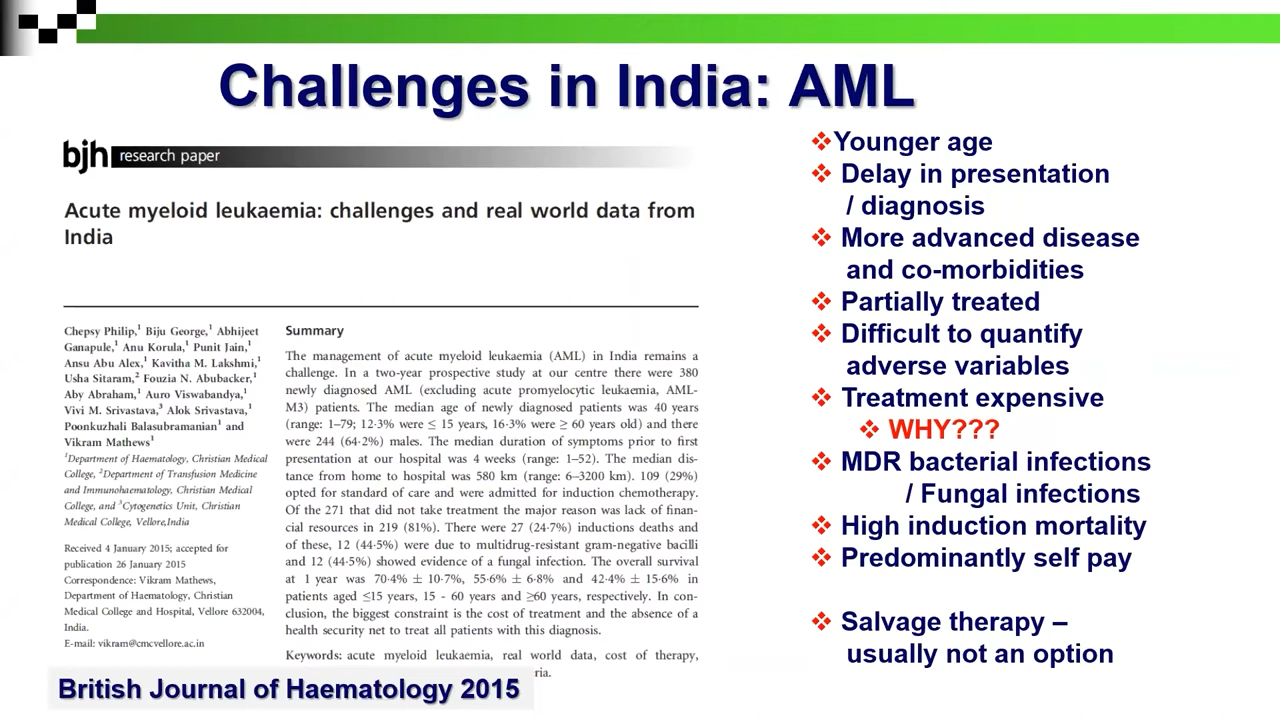 Challenges in India: AML
bjh research paper
Acute myeloid leukaemia: challenges and real world data from
India
Chepsy Philip,1 Biju George,1 Abhijeet
Ganapule,1 Anu Korula,1 Punit Jain,1
Ansu Abu Alex,1 Kavitha M. Lakshmi,1
Usha Sitaram,2 Fouzia N. Abubacker,1
Aby Abraham,1 Auro Viswabandya,1
Vivi M. Srivastava,3 Alok Srivastava,1
Poonkuzhali Balasubramanian1 and
Vikram Mathews1
1Department of Haematology, Christian Medical
College, 2Department of Transfusion Medicine
and Immunohaematology, Christian Medical
College, and 3Cytogenetics Unit, Christian
Medical College, Vellore,India
Received 4 January 2015; accepted for
publication 26 January 2015
Correspondence: Vikram Mathews,
Department of Haematology, Christian
Medical College and Hospital, Vellore 632004,
India.
E-mail: vikram@cmcvellore.ac.in
Summary
The management of acute myeloid leukaemia (AML) in India remains a
challenge. In a two-year prospective study at our centre there were 380
newly diagnosed AML (excluding acute promyelocytic leukaemia, AML-
M3) patients. The median age of newly diagnosed patients was 40 years
(range: 1–79; 12·3% were ≤ 15 years, 16·3% were ≥ 60 years old) and there
were 244 (64·2%) males. The median duration of symptoms prior to first
presentation at our hospital was 4 weeks (range: 1–52). The median dis-
tance from home to hospital was 580 km (range: 6–3200 km). 109 (29%)
opted for standard of care and were admitted for induction chemotherapy.
Of the 271 that did not take treatment the major reason was lack of finan-
cial resources in 219 (81%). There were 27 (24·7%) inductions deaths and
of these, 12 (44·5%) were due to multidrug-resistant gram-negative bacilli
and 12 (44·5%) showed evidence of a fungal infection. The overall survival
at 1 year was 70·4% ± 10·7%, 55·6% ± 6·8% and 42·4% ± 15·6% in
patients aged ≤15 years, 15 - 60 years and ≥60 years, respectively. In con-
clusion, the biggest constraint is the cost of treatment and the absence of a
health security net to treat all patients with this diagnosis.
Keywords: acute myeloid leukaemia, real world data, cost of therapy,
ria.
British Journal of Haematology 2015
❖Younger age
❖ Delay in presentation
/ diagnosis
❖ More advanced disease
and co-morbidities
❖ Partially treated
❖ Difficult to quantify
adverse variables
❖ Treatment expensive
❖ WHY???
❖ MDR bacterial infections
/ Fungal infections
❖ High induction mortality
❖ Predominantly self pay
❖ Salvage therapy –
usually not an option